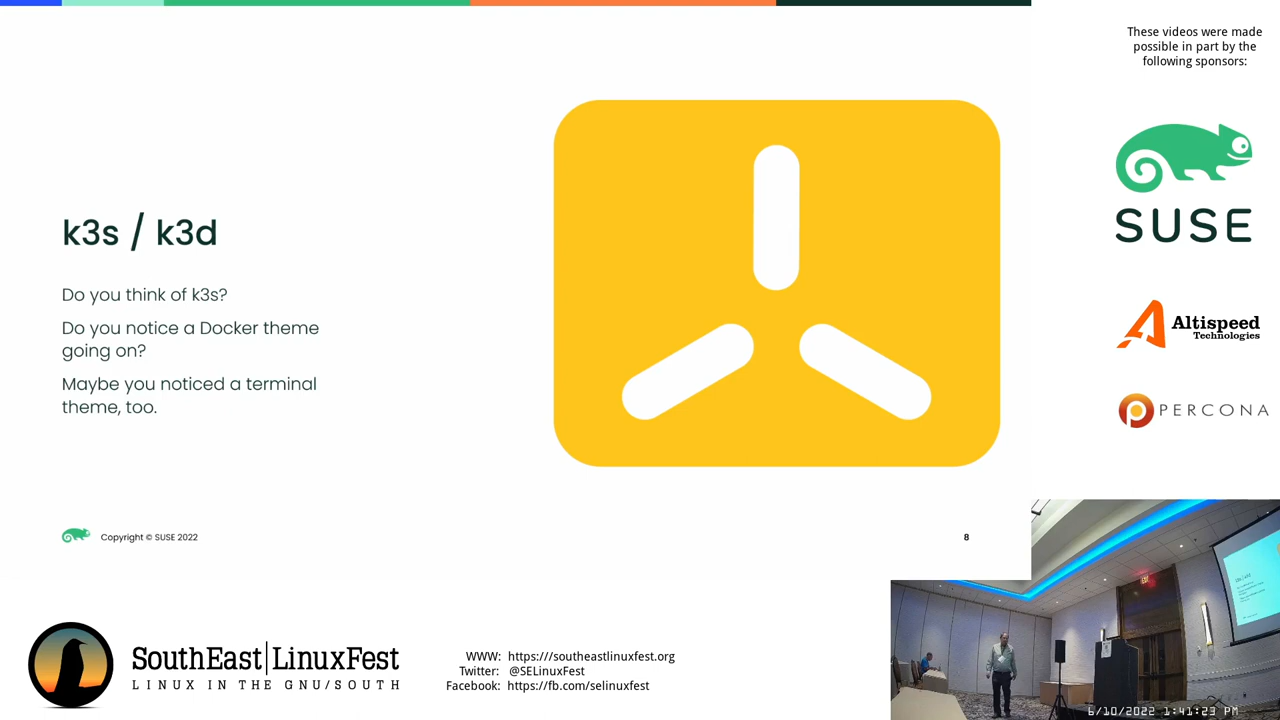 These videos were made
possible in part by the
following sponsors:
SUSE
Altispeed
Technologies
PERCONA
k3s / k3d
Do you think of k3s?
Do you notice a Docker theme
going on?
Maybe you noticed a terminal
theme, too.
Copyright © SUSE 2022
8
SouthEast|LinuxFest
LINUX IN THE GNU/SOUTH
WWW: https:///southeastlinuxfest.org
Twitter: @SELinuxFest
Facebook: https://fb.com/selinuxfest
EXIT
6/10/2022 1:41:23 PM